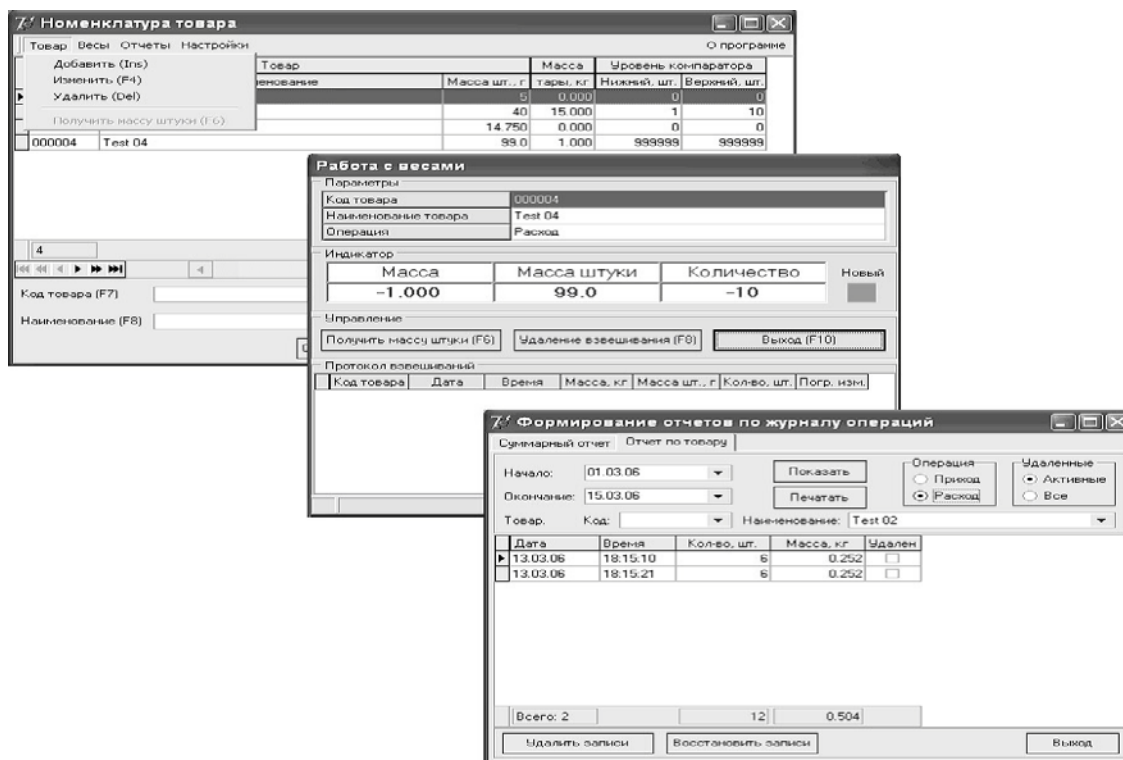 Номенклатура товара
Товар Весы Отчеты Настройки О программе
Добавить (Ins)
Изменить (F4)
Удалить (Del)
Получить массу штуки (F6)
Товар Масса Уровень компаратора
Масса шт., г тары, кг Нижний, шт. Верхний, шт.
5 0.000 0 0
40 15.000 1 10
14.750 0.000 0 0
000004 Test 04 99.0 1.000 999999 999999
4
Код товара (F7)
Наименование (F8)
Работа с весами
Параметры
Код товара 000004
Наименование товара Test 04
Операция Расход
Индикатор
Масса Масса штуки Количество Новый
-1.000 99.0 -10
Управление
Получить массу штуки (F6) Удаление взвешивания (F8) Выход (F10)
Протокол взвешиваний
Код товара Дата Время Масса, кг Масса шт., г Кол-во, шт. Погр. изм.
Формирование отчетов по журналу операций
Суммарный отчет Отчет по товару
Начало: 01.03.06 Показать Операция Приход Расход Удаленные Активные Все
Окончание: 15.03.06 Печатать
Товар. Код: Наименование: Test 02
Дата Время Кол-во, шт. Масса, кг Удален
13.03.06 18:15:10 6 0.252
13.03.06 18:15:21 6 0.252
Всего: 2 12 0.504
Удалить записи Восстановить записи Выход